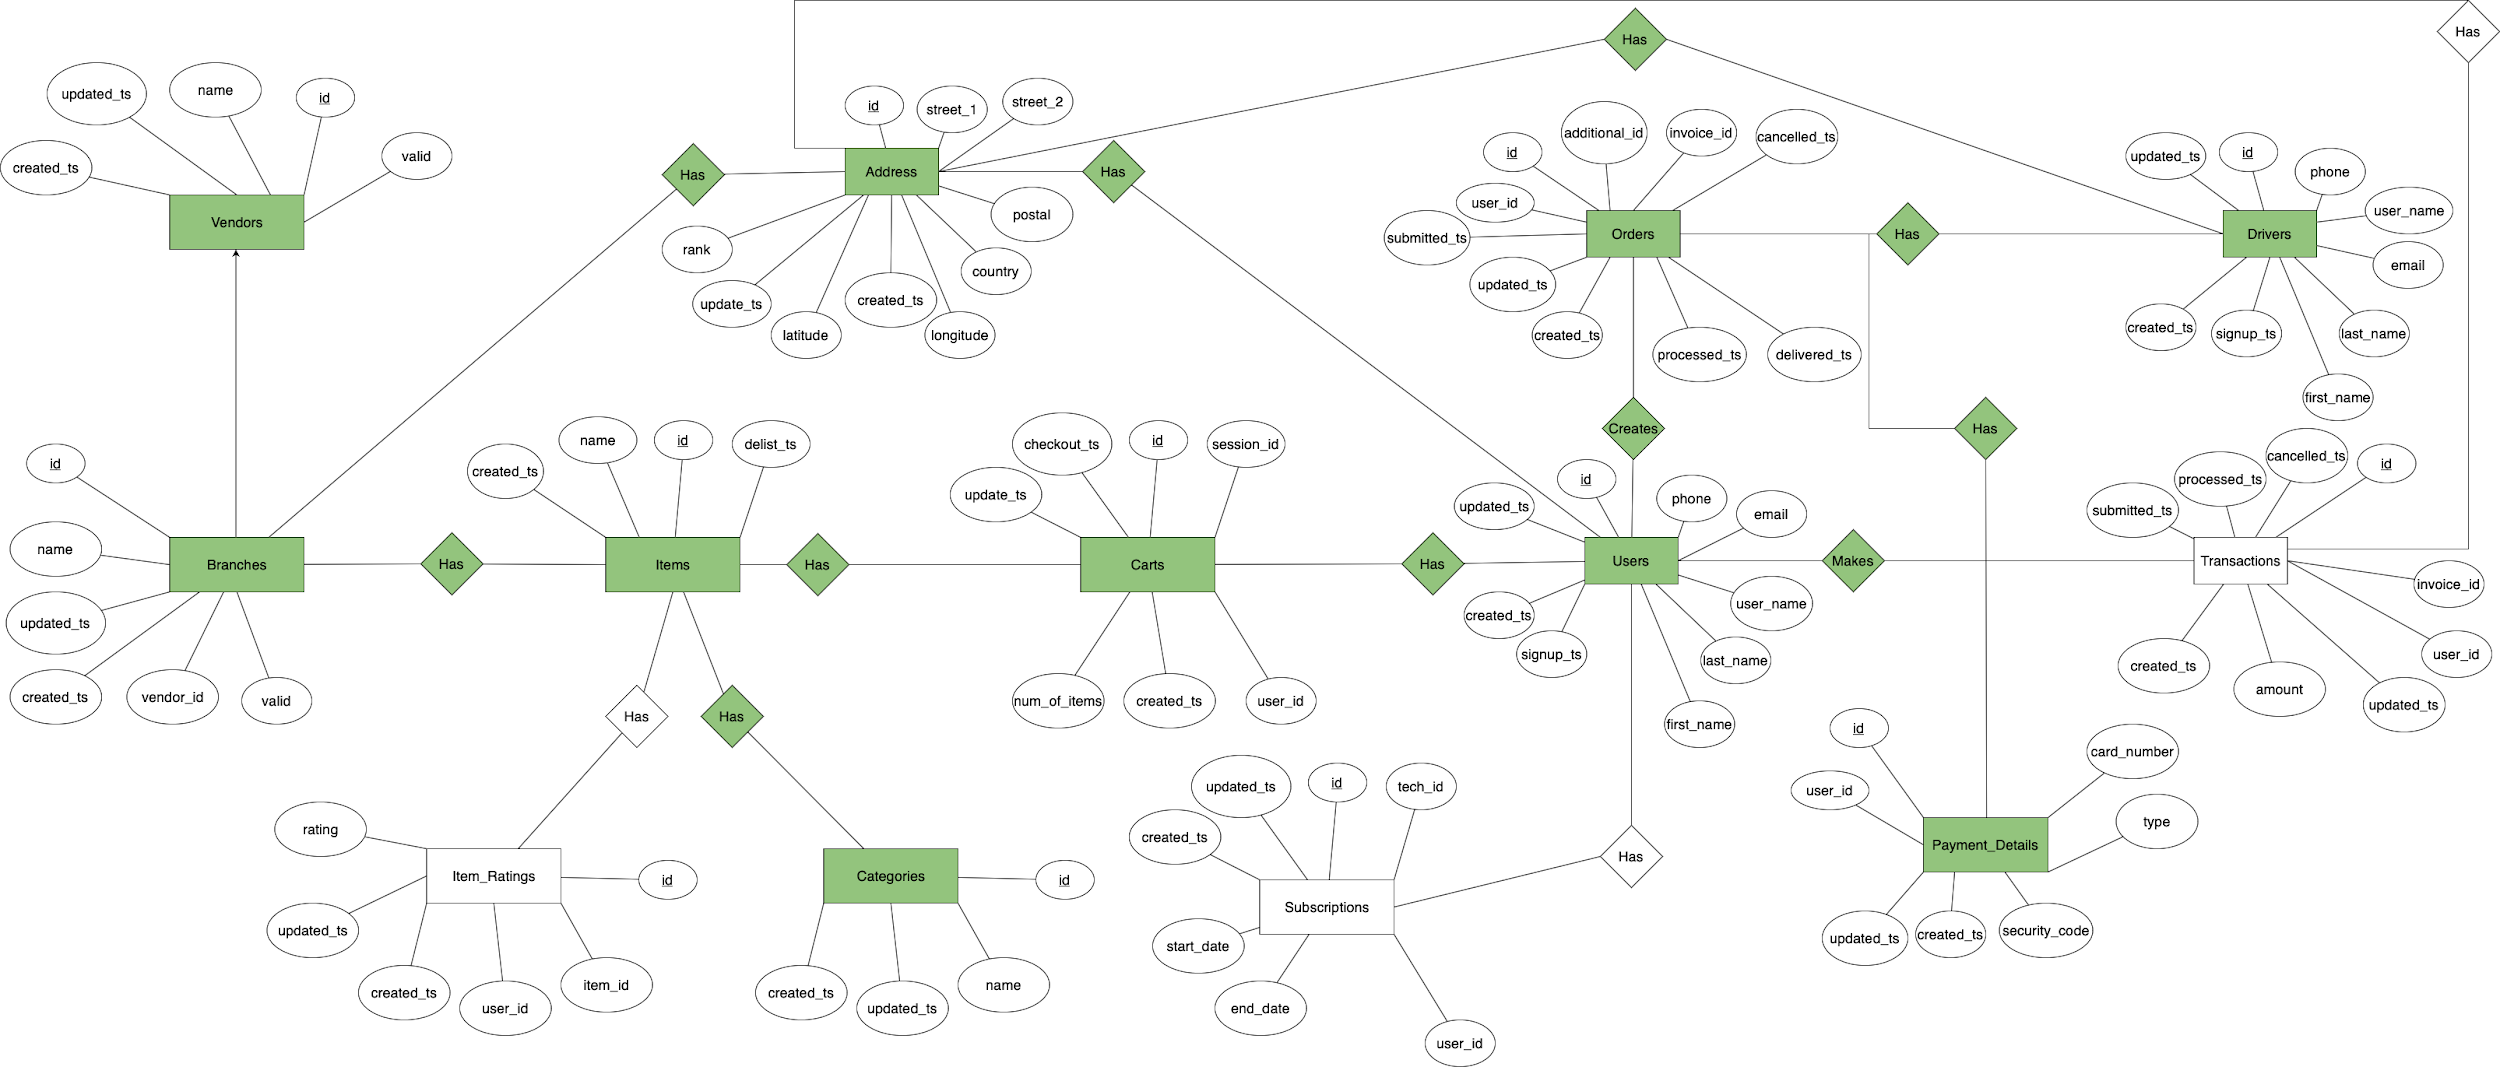 Has
Has
updated_ts
name
id
created_ts
valid
Vendors
id
street_1
street_2
Has
Address
Has
rank
postal
update_ts
latitude
created_ts
longitude
country
id
additional_id
invoice_id
cancelled_ts
user_id
submitted_ts
Orders
updated_ts
created_ts
processed_ts
delivered_ts
Has
updated_ts
id
phone
user_name
Drivers
email
created_ts
signup_ts
last_name
first_name
Creates
Has
id
name
Branches
updated_ts
created_ts
vendor_id
valid
Has
created_ts
name
id
delist_ts
Items
Has
update_ts
checkout_ts
id
session_id
Carts
num_of_items
created_ts
user_id
Has
id
updated_ts
phone
email
Users
created_ts
signup_ts
user_name
last_name
first_name
Makes
submitted_ts
processed_ts
cancelled_ts
id
Transactions
invoice_id
created_ts
amount
updated_ts
user_id
Has
Has
rating
Item_Ratings
id
updated_ts
created_ts
user_id
item_id
Categories
id
created_ts
updated_ts
name
updated_ts
id
tech_id
created_ts
Subscriptions
start_date
end_date
user_id
Has
id
card_number
user_id
type
Payment_Details
updated_ts
created_ts
security_code